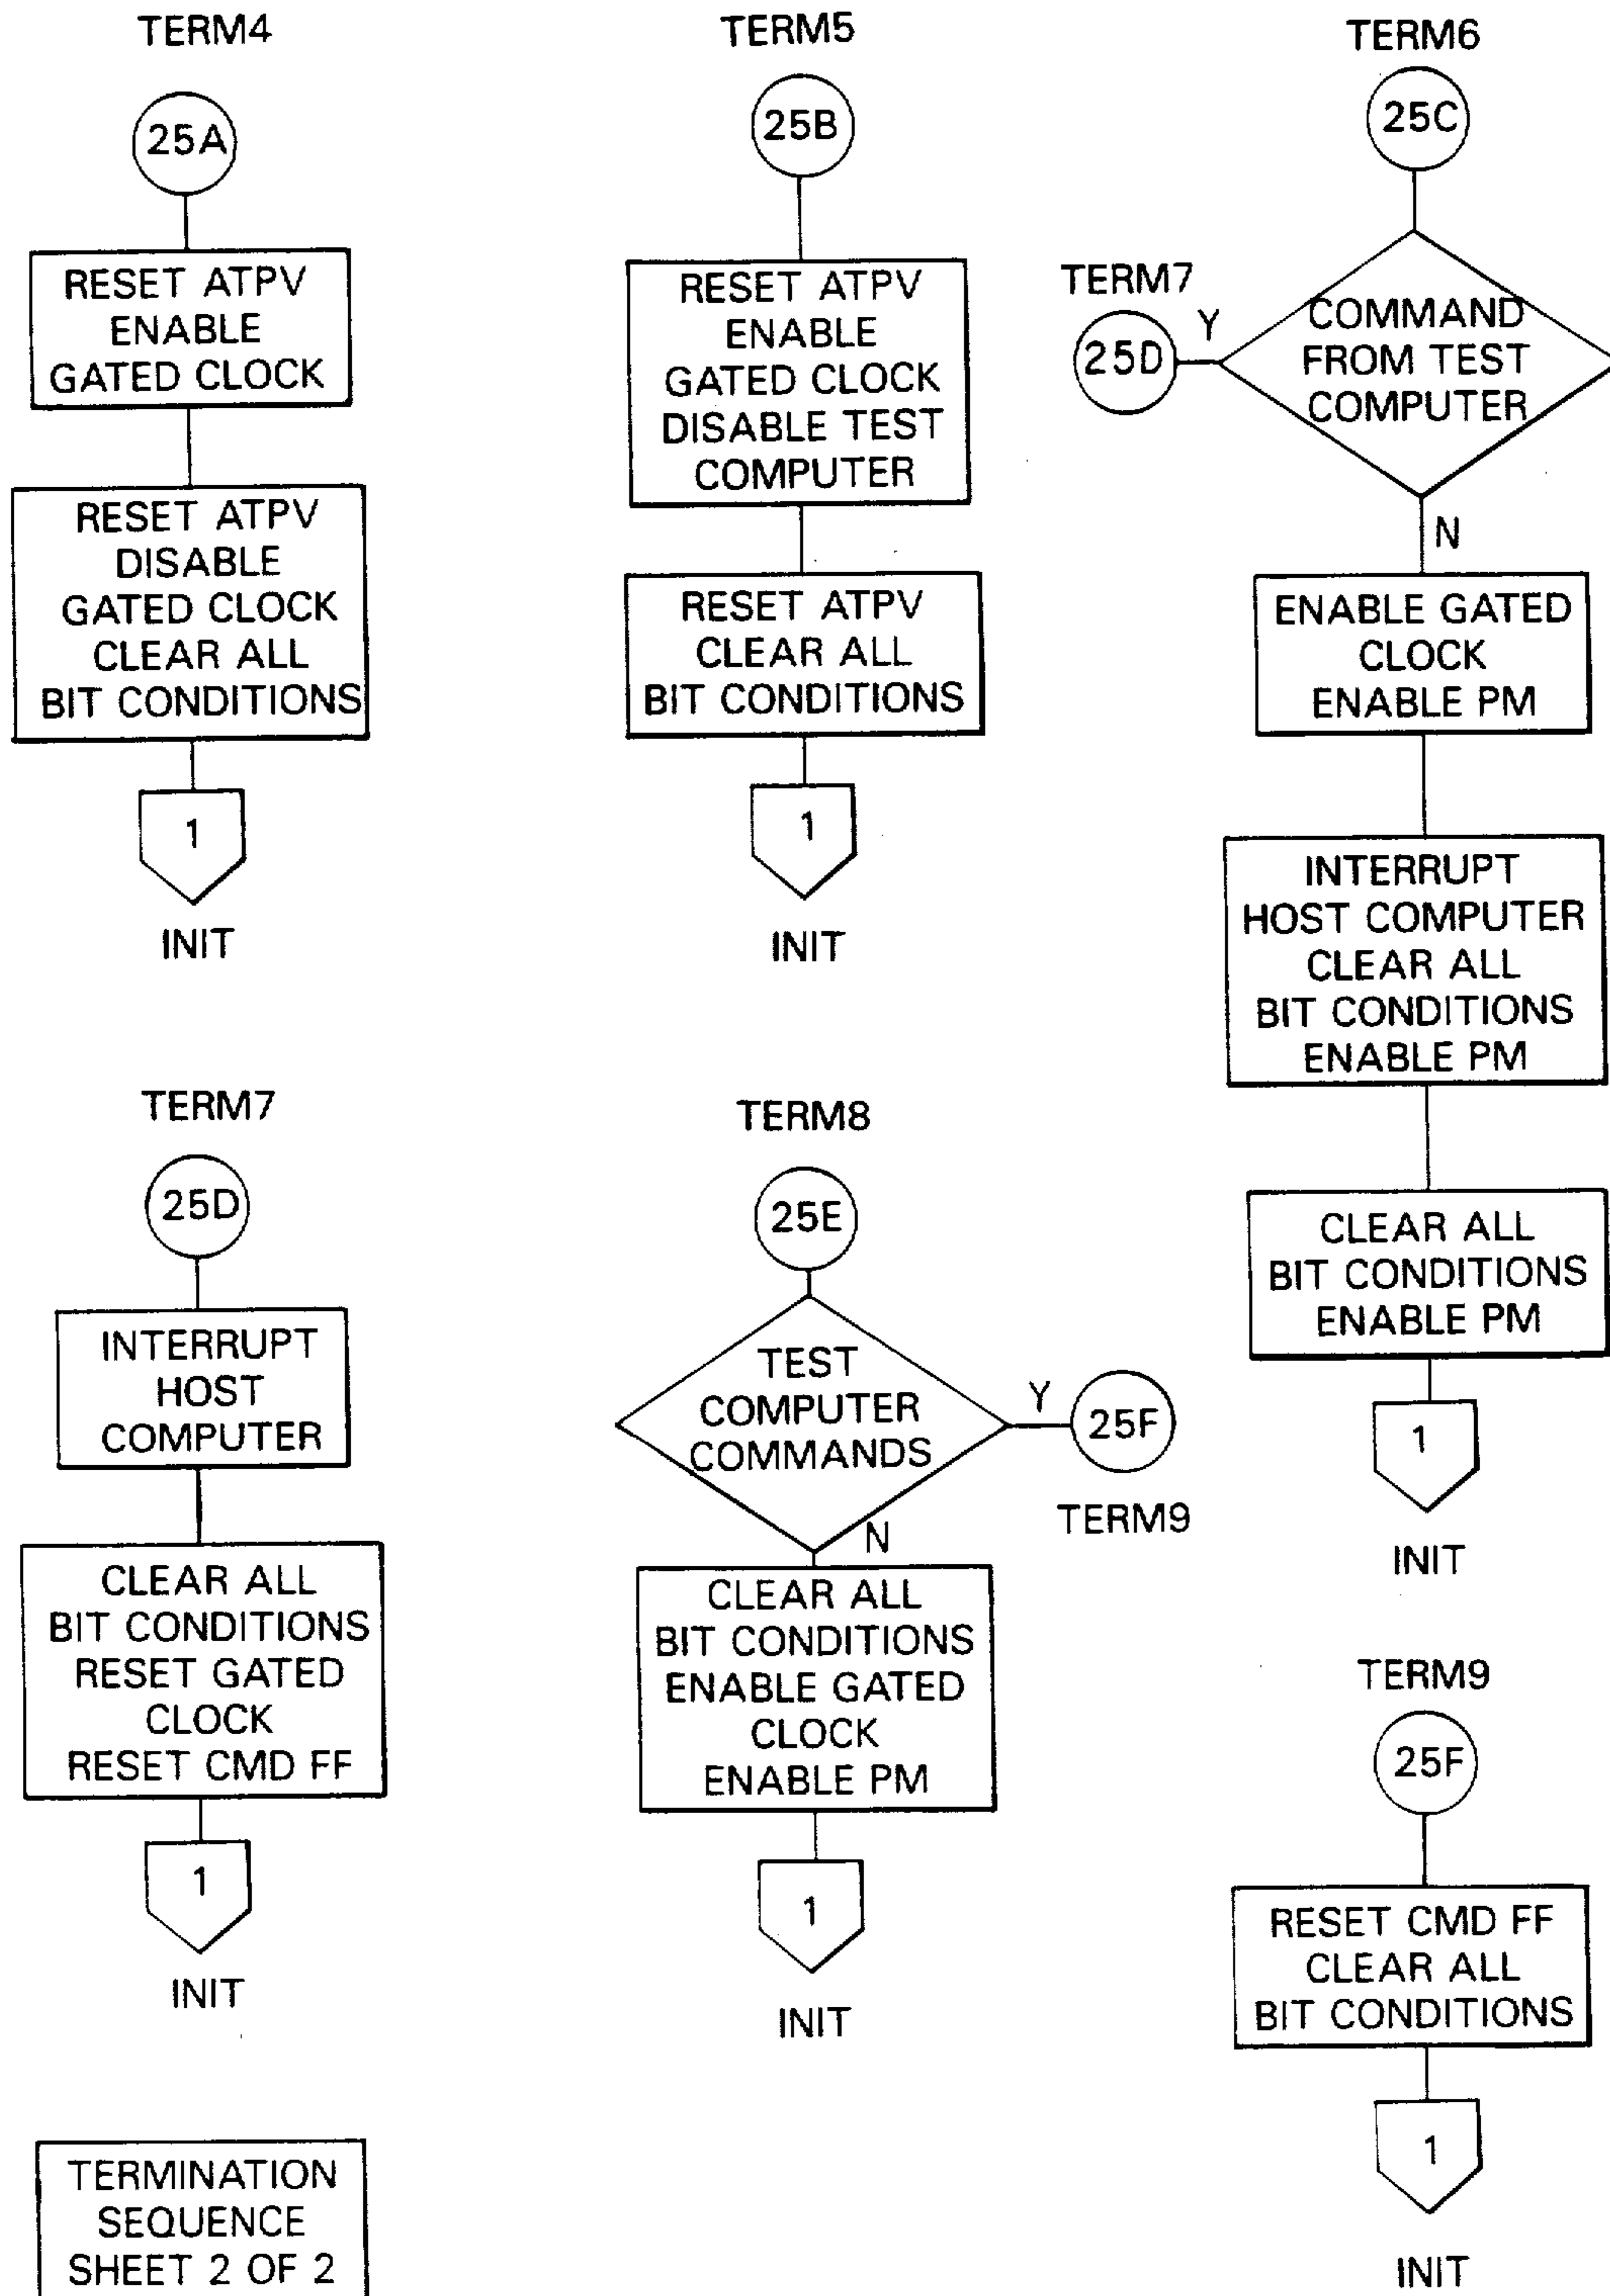 TERM4
25A
RESET ATPV
ENABLE
GATED CLOCK
RESET ATPV
DISABLE
GATED CLOCK
CLEAR ALL
BIT CONDITIONS
1
INIT
TERM5
25B
RESET ATPV
ENABLE
GATED CLOCK
DISABLE TEST
COMPUTER
RESET ATPV
CLEAR ALL
BIT CONDITIONS
1
INIT
TERM6
25C
COMMAND
FROM TEST
COMPUTER
Y
TERM7
25D
N
ENABLE GATED
CLOCK
ENABLE PM
INTERRUPT
HOST COMPUTER
CLEAR ALL
BIT CONDITIONS
ENABLE PM
CLEAR ALL
BIT CONDITIONS
ENABLE PM
1
INIT
TERM7
25D
INTERRUPT
HOST
COMPUTER
CLEAR ALL
BIT CONDITIONS
RESET GATED
CLOCK
RESET CMD FF
1
INIT
TERM8
25E
TEST
COMPUTER
COMMANDS
Y
25F
TERM9
N
CLEAR ALL
BIT CONDITIONS
ENABLE GATED
CLOCK
ENABLE PM
1
INIT
TERM9
25F
RESET CMD FF
CLEAR ALL
BIT CONDITIONS
1
INIT
TERMINATION
SEQUENCE
SHEET 2 OF 2